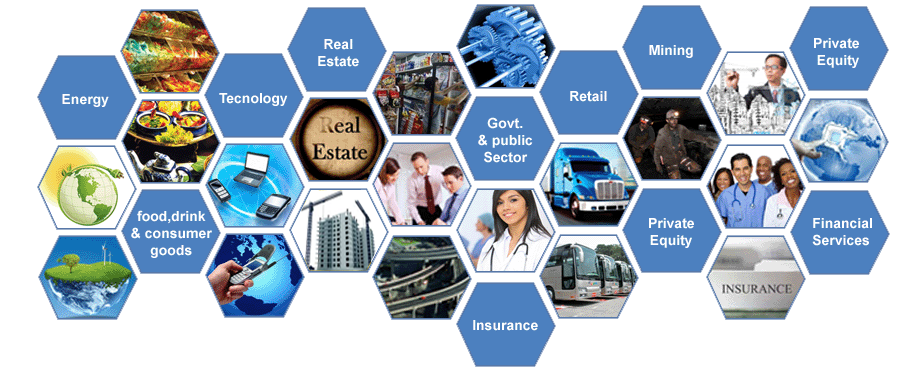 Energy
Tecnology
Real
Estate
Real
Estate
food,drink
& consumer
goods
Govt.
& public
Sector
Retail
Mining
Private
Equity
Private
Equity
Financial
Services
Insurance
INSURANCE